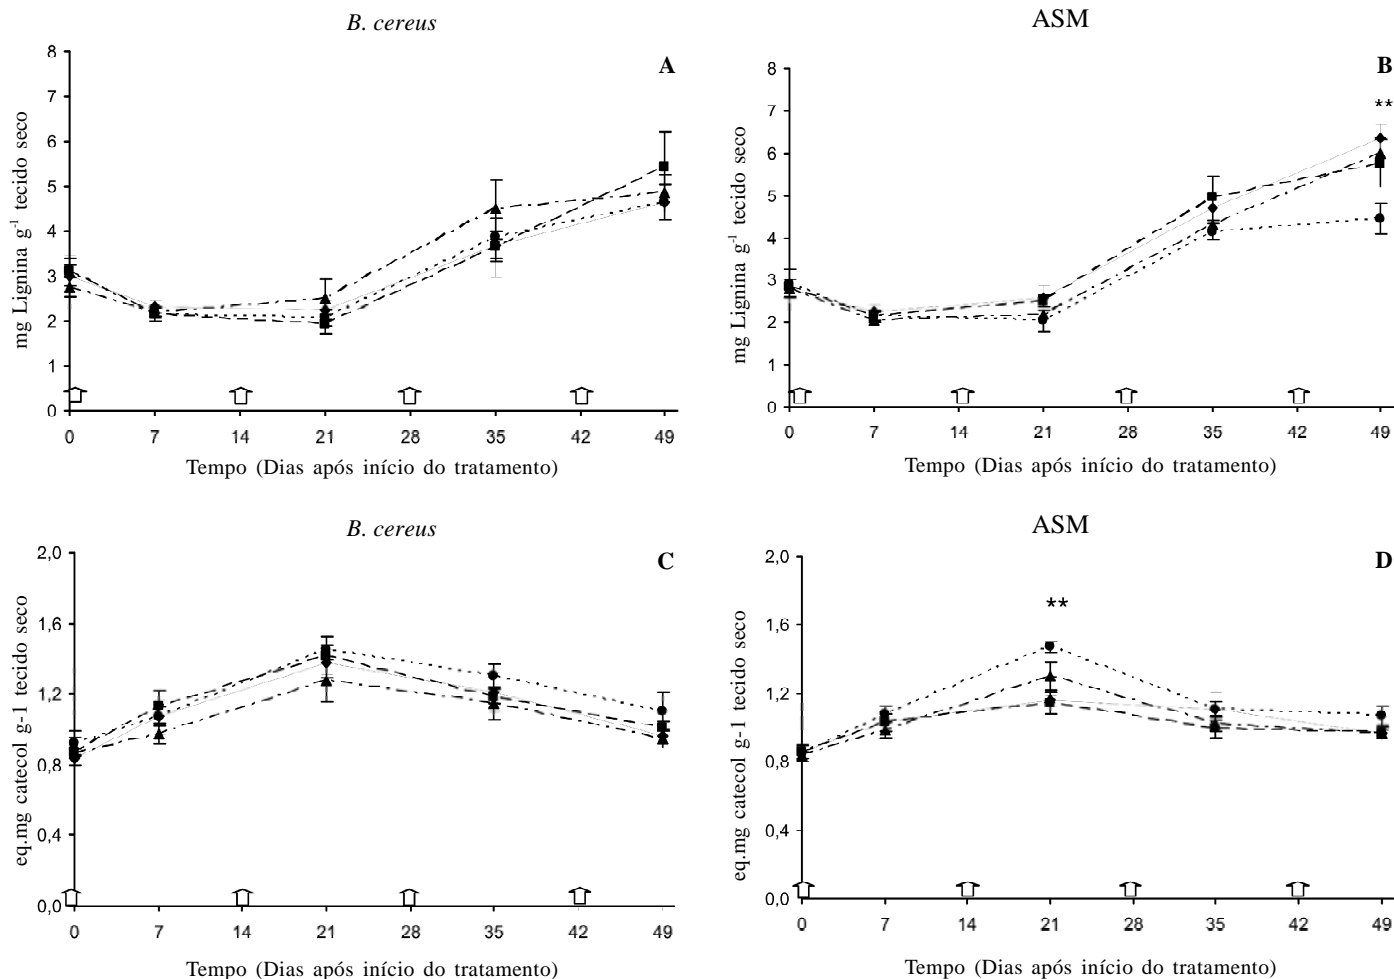 B. cereus
A
mg Lignina g-1 tecido seco
8
7
6
5
4
3
2
1
0
0 7 14 21 28 35 42 49
Tempo (Dias após início do tratamento)
ASM
B
**
mg Lignina g-1 tecido seco
8
7
6
5
4
3
2
1
0
0 7 14 21 28 35 42 49
Tempo (Dias após início do tratamento)
B. cereus
C
eq.mg catecol g-1 tecido seco
2,0
1,6
1,2
0,8
0,4
0,0
0 7 14 21 28 35 42 49
Tempo (Dias após início do tratamento)
ASM
D
**
eq.mg catecol g-1 tecido seco
2,0
1,6
1,2
0,8
0,4
0,0
0 7 14 21 28 35 42 49
Tempo (Dias após início do tratamento)